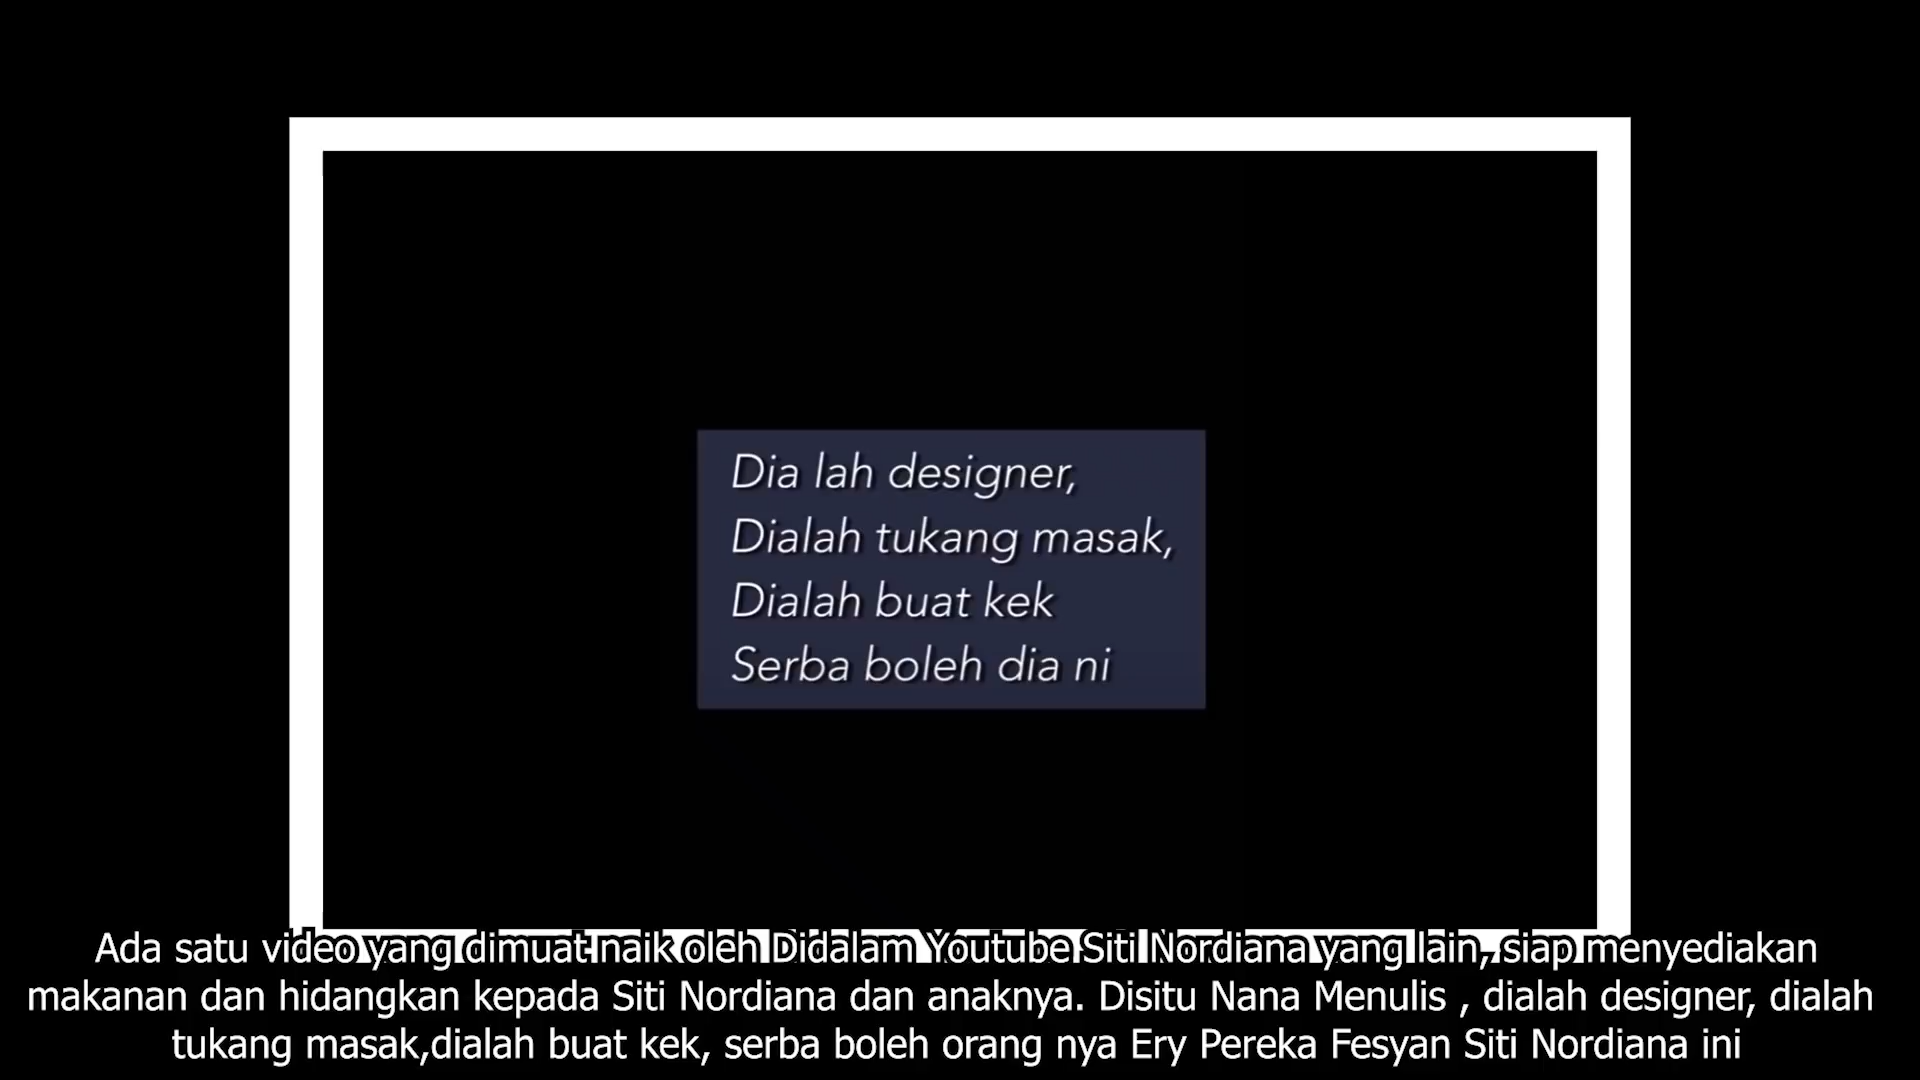 Dia lah designer,
Dialah tukang masak,
Dialah buat kek
Serba boleh dia ni
Ada satu video yang dimuat naik oleh Didalam Youtube Siti Nordiana yang lain, siap menyediakan
makanan dan hidangkan kepada Siti Nordiana dan anaknya. Disitu Nana Menulis , dialah designer, dialah
tukang masak,dialah buat kek, serba boleh orang nya Ery Pereka Fesyan Siti Nordiana ini